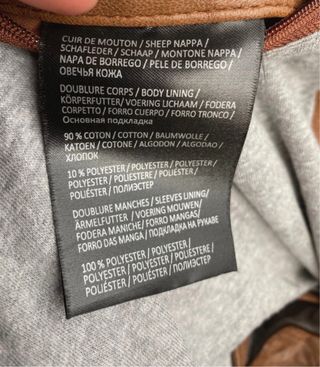 CUIR DE MOUTON / SHEEP NAPPA /
SCHAFLEDER / SCHAAP / MONTONE NAPPA /
NAPA DE BORREGO / PELE DE BORREGO /
ОВЕЧЬЯ КОЖА
DOUBLURE CORPS / BODY LINING /
KÖRPERFUTTER / VOERING LICHAAM / FODERA
CORPETTO / FORRO CUERPO / FORRO TRONCO /
Основная подкладка
90 % COTON / COTTON / BAUMWOLLE /
KATOEN / COTONE / ALGODON / ALGODAO /
ХЛОПОК
10 % POLYESTER / POLYESTER / POLYESTER /
POLYESTER / POLIESTERE / POLIÉSTER /
POLIÉSTER / ПОЛИЭСТЕР
DOUBLURE MANCHES / SLEEVES LINING/
ÄRMELFUTTER / VOERING MOUWEN/
FODERA MANICHE/ FORRO MANGAS/
FORRO DAS MANGA / ПОДКЛАДКА НА РУКАВЕ
100 % POLYESTER / POLYESTER /
POLYESTER / POLYESTER / POLIESTERE /
POLIÉSTER / POLIÉSTER / ПОЛИЭСТЕР